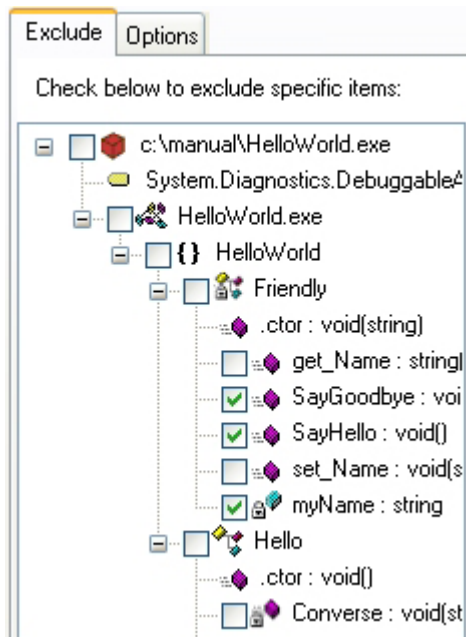 Exclude
Options
Check below to exclude specific items:
c:\manual\HelloWorld.exe
System.Diagnostics.Debuggable
HelloWorld.exe
{} HelloWorld
Friendly
.ctor : void(string)
get_Name : string
SayGoodbye : voi
SayHello : void()
set_Name : void(s
myName : string
Hello
.ctor : void()
Converse : void(st